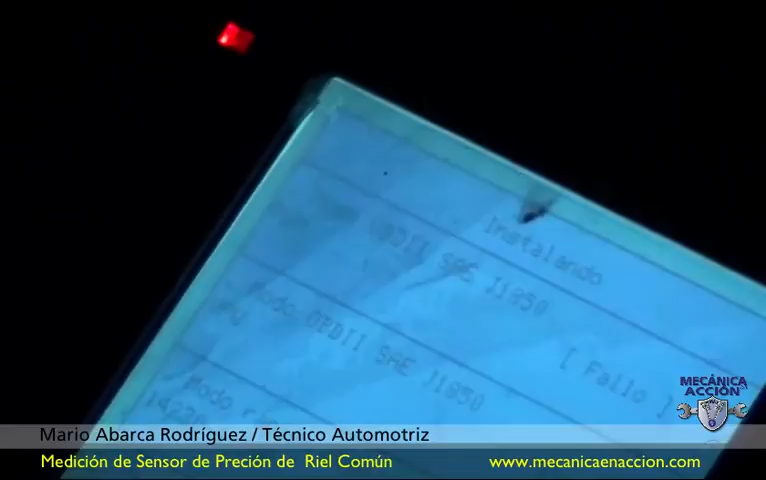 Instalando
OBDII SAE J1850
[ Fallo ]
Modo OBDII SAE J1850
Modo
MECÁNICA
ACCIÓN
Mario Abarca Rodríguez / Técnico Automotriz
Medición de Sensor de Preción de Riel Común
www.mecanicaenaccion.com